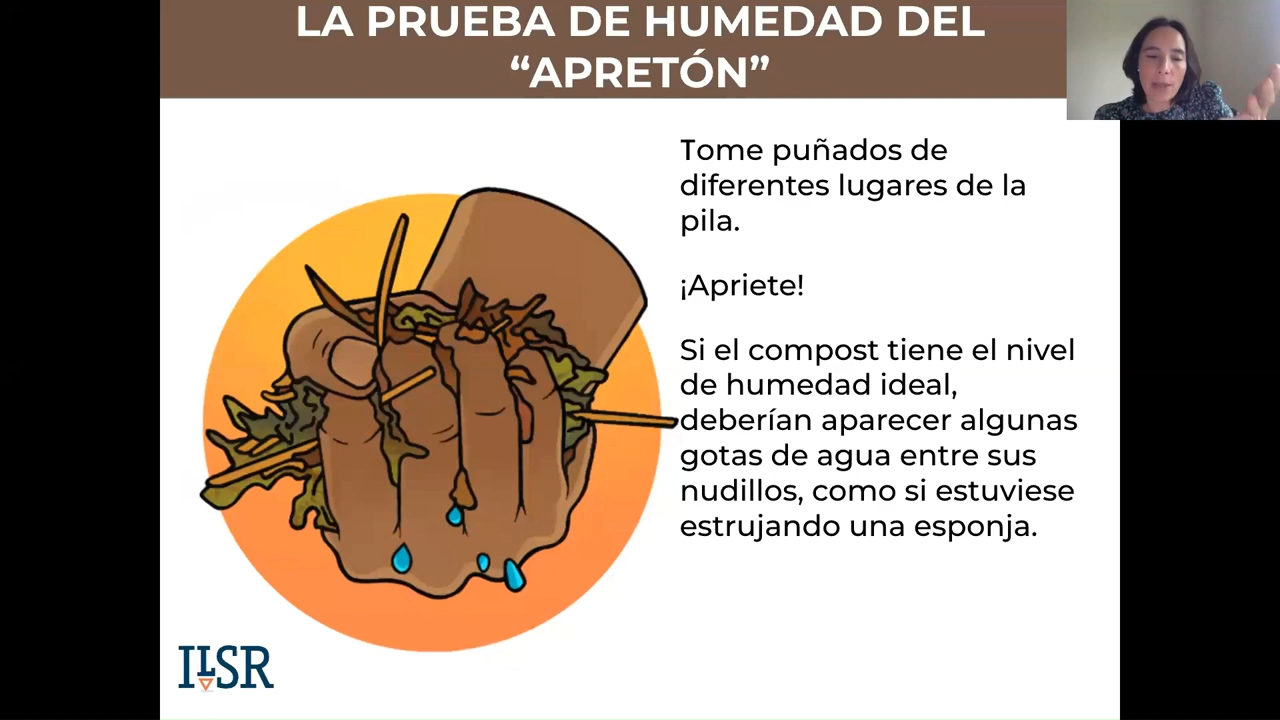 LA PRUEBA DE HUMEDAD DEL
“APRETÓN”
Tome puñados de
diferentes lugares de la
pila.
¡Apriete!
Si el compost tiene el nivel
de humedad ideal,
deberían aparecer algunas
gotas de agua entre sus
nudillos, como si estuviese
estrujando una esponja.
ILSR